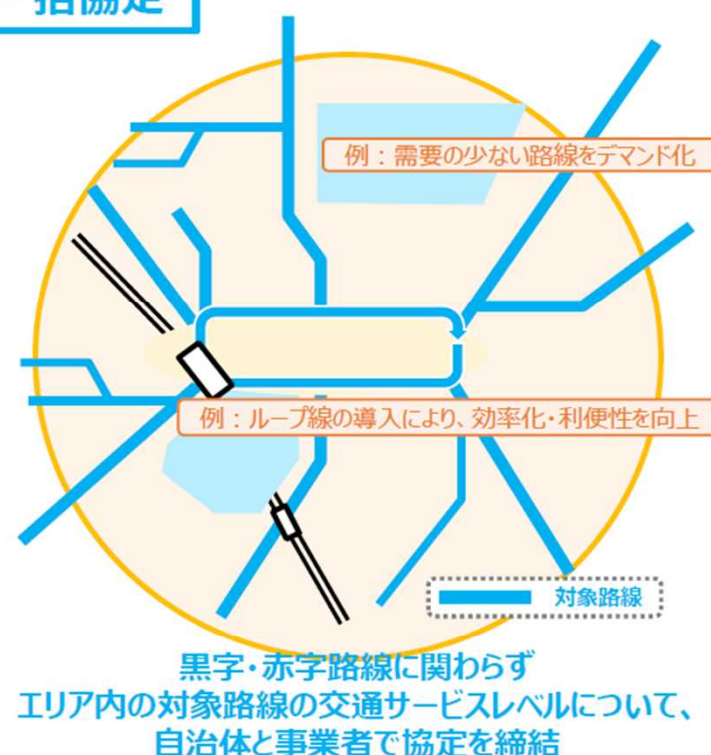 括協定
例：需要の少ない路線をデマンド化
例：ループ線の導入により、効率化・利便性を向上
対象路線
黒字・赤字路線に関わらず
エリア内の対象路線の交通サービスレベルについて、
自治体と事業者で協定を締結